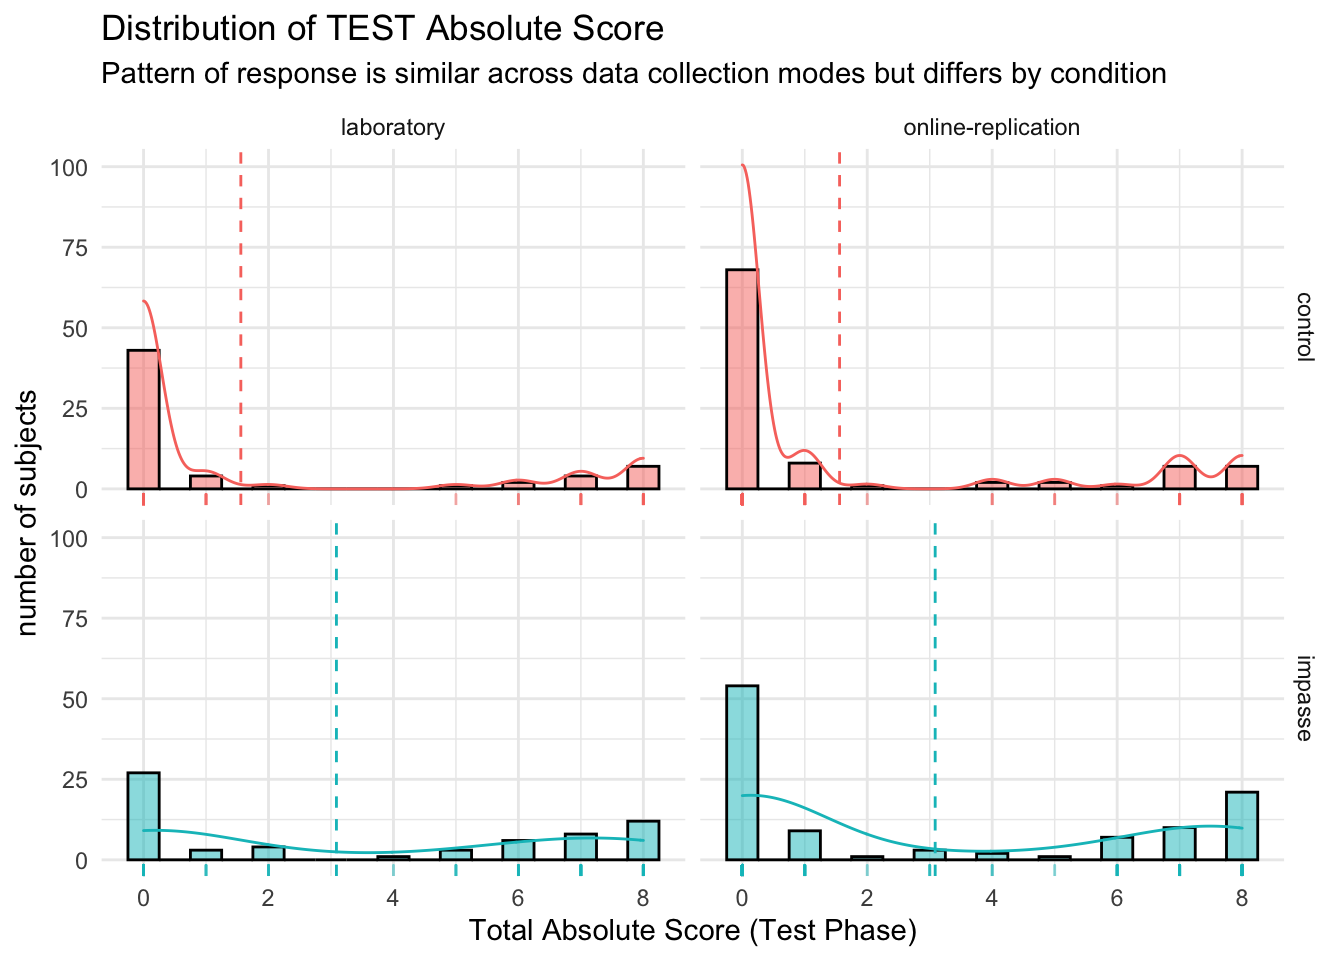 Distribution of TEST Absolute Score
Pattern of response is similar across data collection modes but differs by condition
laboratory
online-replication
100
75
50
25
0
control
number of subjects
100
75
50
25
0
impasse
0 2 4 6 8
0 2 4 6 8
Total Absolute Score (Test Phase)